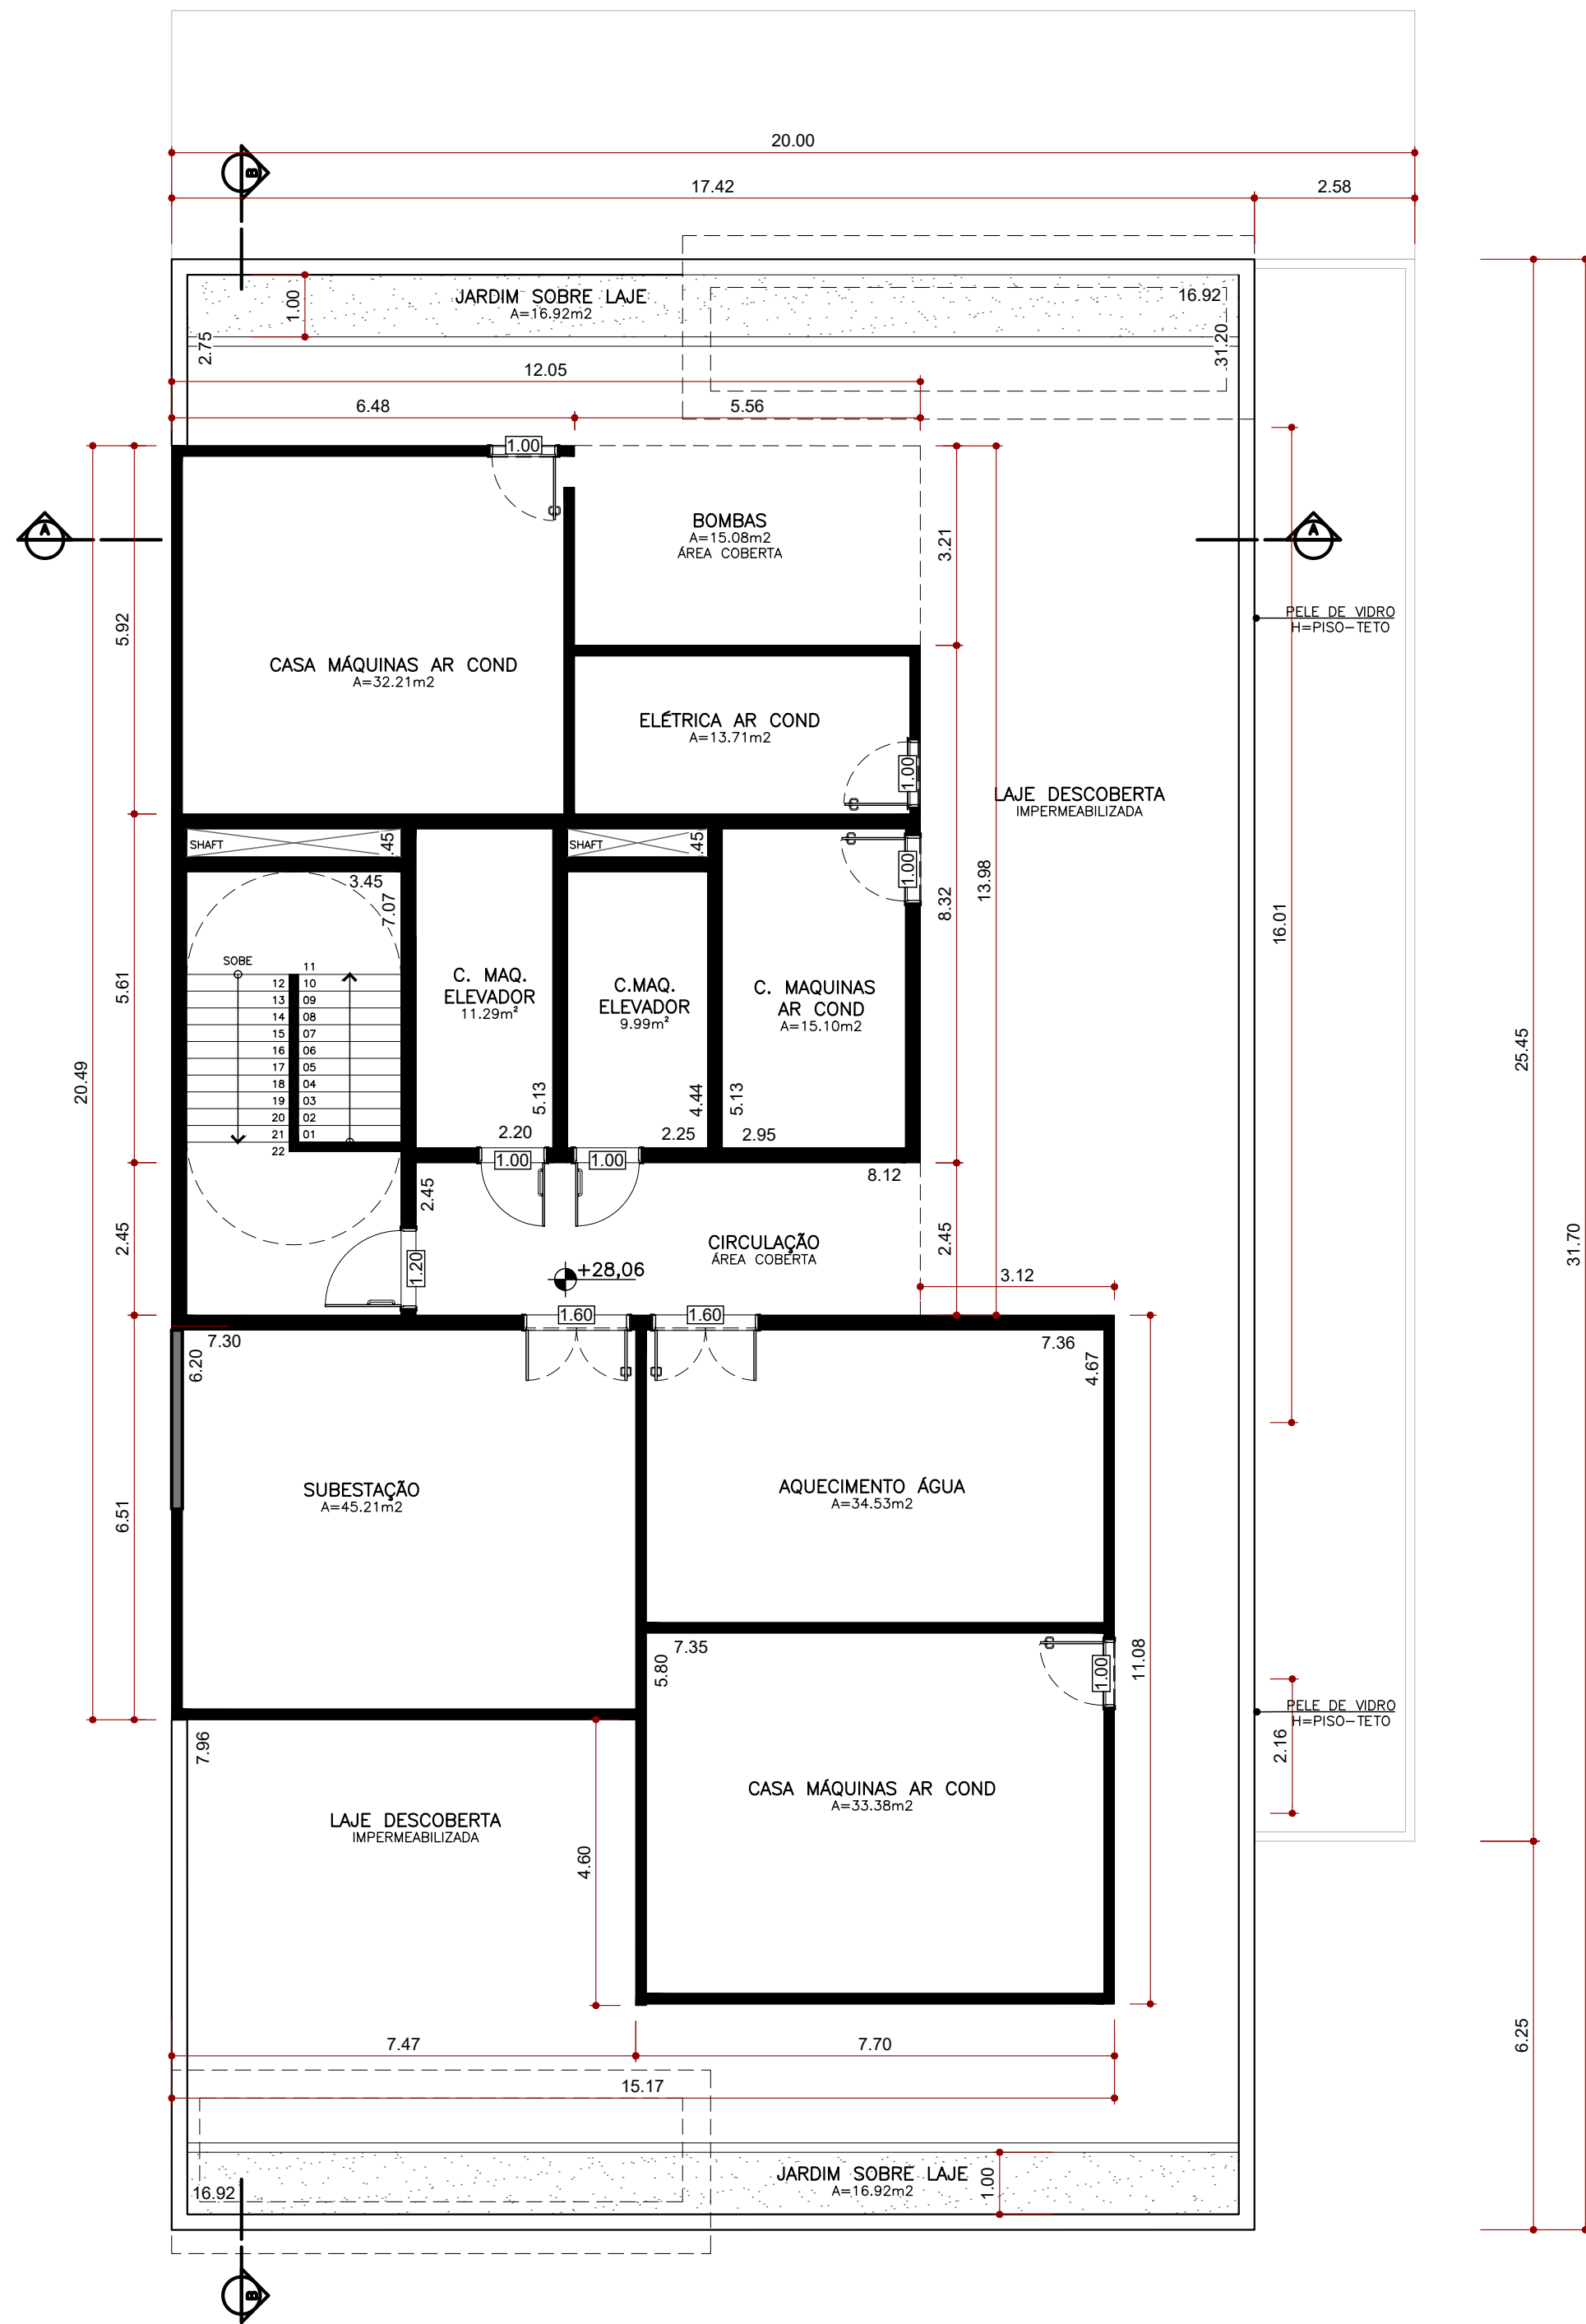 20.00
17.42
2.58
B
JARDIM SOBRE LAJE
A=16.92m2
1.00
2.75
16.92
31.20
12.05
6.48
5.56
1.00
BOMBAS
A=15.08m2
ÁREA COBERTA
3.21
A
A
PELE DE VIDRO
H=PISO-TETO
5.92
CASA MÁQUINAS AR COND
A=32.21m2
ELÉTRICA AR COND
A=13.71m2
1.00
LAJE DESCOBERTA
IMPERMEABILIZADA
SHAFT
.45
SHAFT
.45
1.00
3.45
7.07
8.32
13.98
16.01
SOBE
11
12 10
13 09
14 08
15 07
16 06
17 05
18 04
19 03
20 02
21 01
22
5.61
C. MAQ.
ELEVADOR
11.29m²
C.MAQ.
ELEVADOR
9.99m²
C. MAQUINAS
AR COND
A=15.10m2
20.49
25.45
5.13
4.44
5.13
2.20
2.25
2.95
1.00
1.00
8.12
2.45
2.45
2.45
CIRCULAÇÃO
ÁREA COBERTA
31.70
1.20
+28,06
3.12
1.60
1.60
7.30
6.20
7.36
4.67
SUBESTAÇÃO
A=45.21m2
AQUECIMENTO ÁGUA
A=34.53m2
6.51
7.35
5.80
1.00
11.08
PELE DE VIDRO
H=PISO-TETO
2.16
7.96
CASA MÁQUINAS AR COND
A=33.38m2
LAJE DESCOBERTA
IMPERMEABILIZADA
4.60
6.25
7.47
7.70
15.17
JARDIM SOBRE LAJE
A=16.92m2
1.00
16.92
B